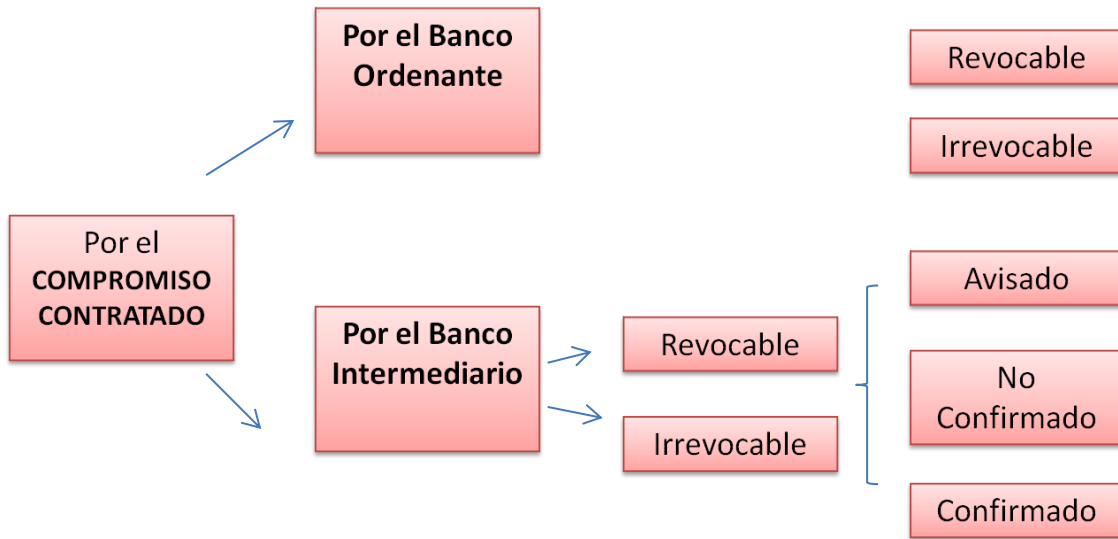 Por el
COMPROMISO
CONTRATADO
Por el Banco
Ordenante
Revocable
Irrevocable
Por el Banco
Intermediario
Revocable
Irrevocable
Avisado
No
Confirmado
Confirmado